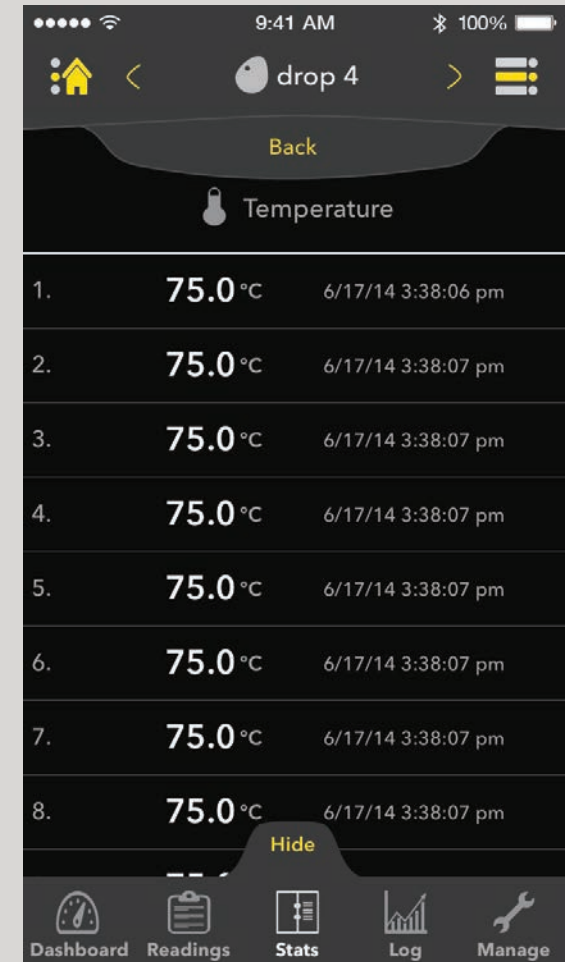 9:41 AM 100%
drop 4
Back
Temperature
1. 75.0 °C 6/17/14 3:38:06 pm
2. 75.0 °C 6/17/14 3:38:07 pm
3. 75.0 °C 6/17/14 3:38:07 pm
4. 75.0 °C 6/17/14 3:38:07 pm
5. 75.0 °C 6/17/14 3:38:07 pm
6. 75.0 °C 6/17/14 3:38:07 pm
7. 75.0 °C 6/17/14 3:38:07 pm
8. 75.0 °C 6/17/14 3:38:07 pm
Hide
Dashboard Readings Stats Log Manage